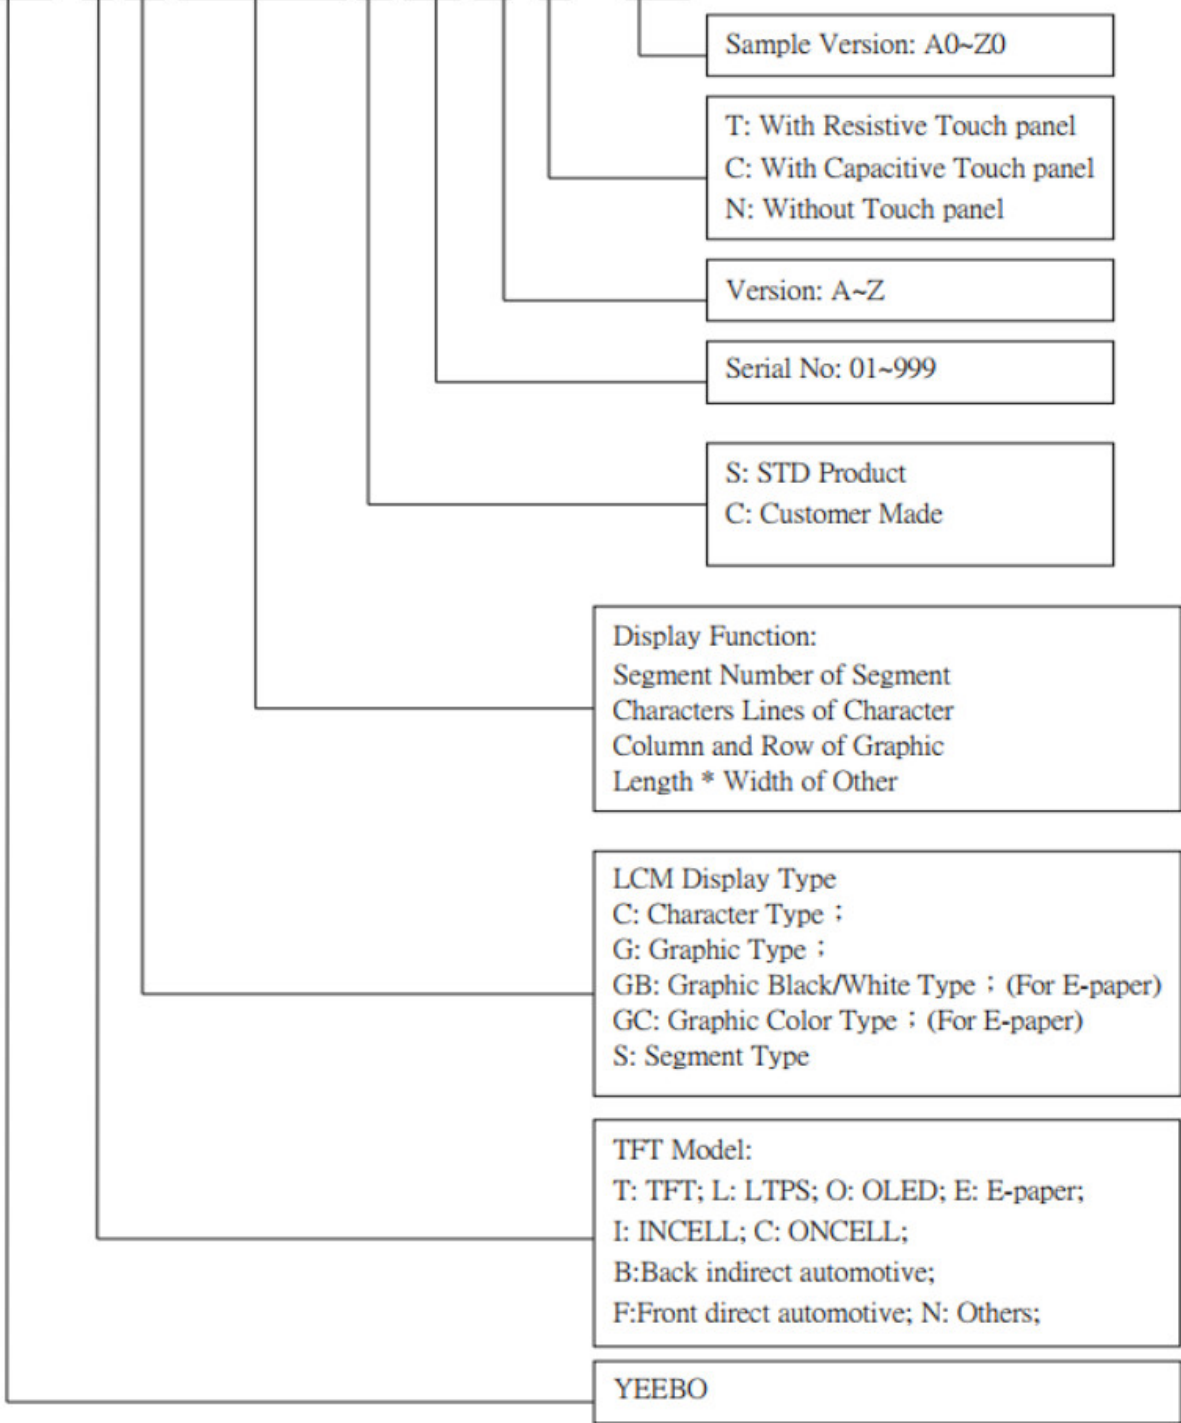 Sample Version: A0~Z0
T: With Resistive Touch panel
C: With Capacitive Touch panel
N: Without Touch panel
Version: A~Z
Serial No: 01~999
S: STD Product
C: Customer Made
Display Function:
Segment Number of Segment
Characters Lines of Character
Column and Row of Graphic
Length * Width of Other
LCM Display Type
C: Character Type；
G: Graphic Type；
GB: Graphic Black/White Type；(For E-paper)
GC: Graphic Color Type；(For E-paper)
S: Segment Type
TFT Model:
T: TFT; L: LTPS; O: OLED; E: E-paper;
I: INCELL; C: ONCELL;
B:Back indirect automotive;
F:Front direct automotive; N: Others;
YEEBO